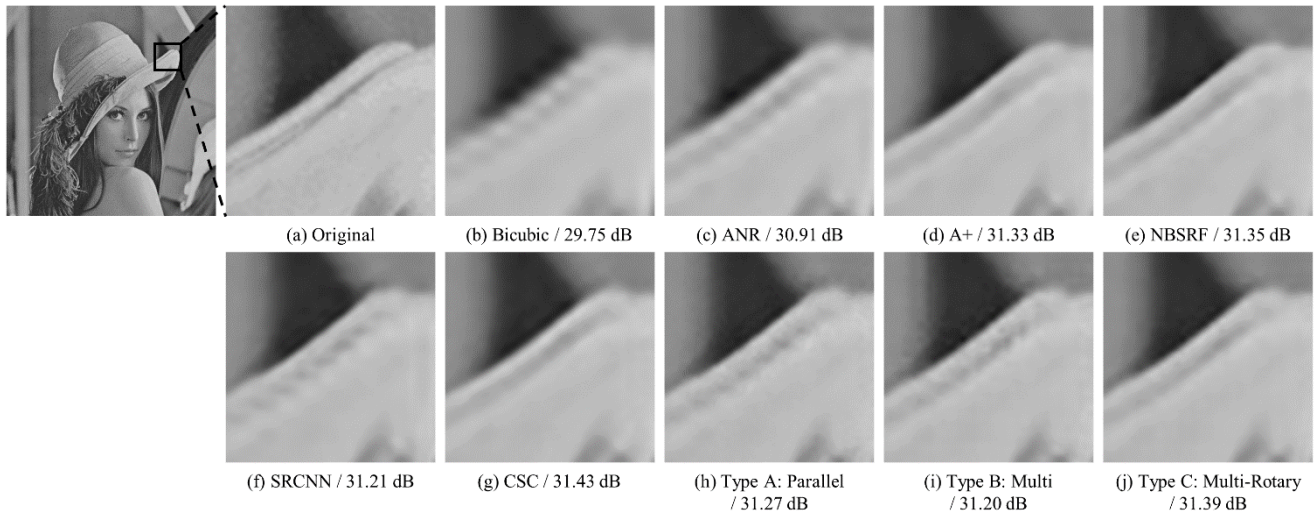 (a) Original
(b) Bicubic / 29.75 dB
(c) ANR / 30.91 dB
(d) A+ / 31.33 dB
(e) NBSRF / 31.35 dB
(f) SRCNN / 31.21 dB
(g) CSC / 31.43 dB
(h) Type A: Parallel
/ 31.27 dB
(i) Type B: Multi
/ 31.20 dB
(j) Type C: Multi-Rotary
/ 31.39 dB